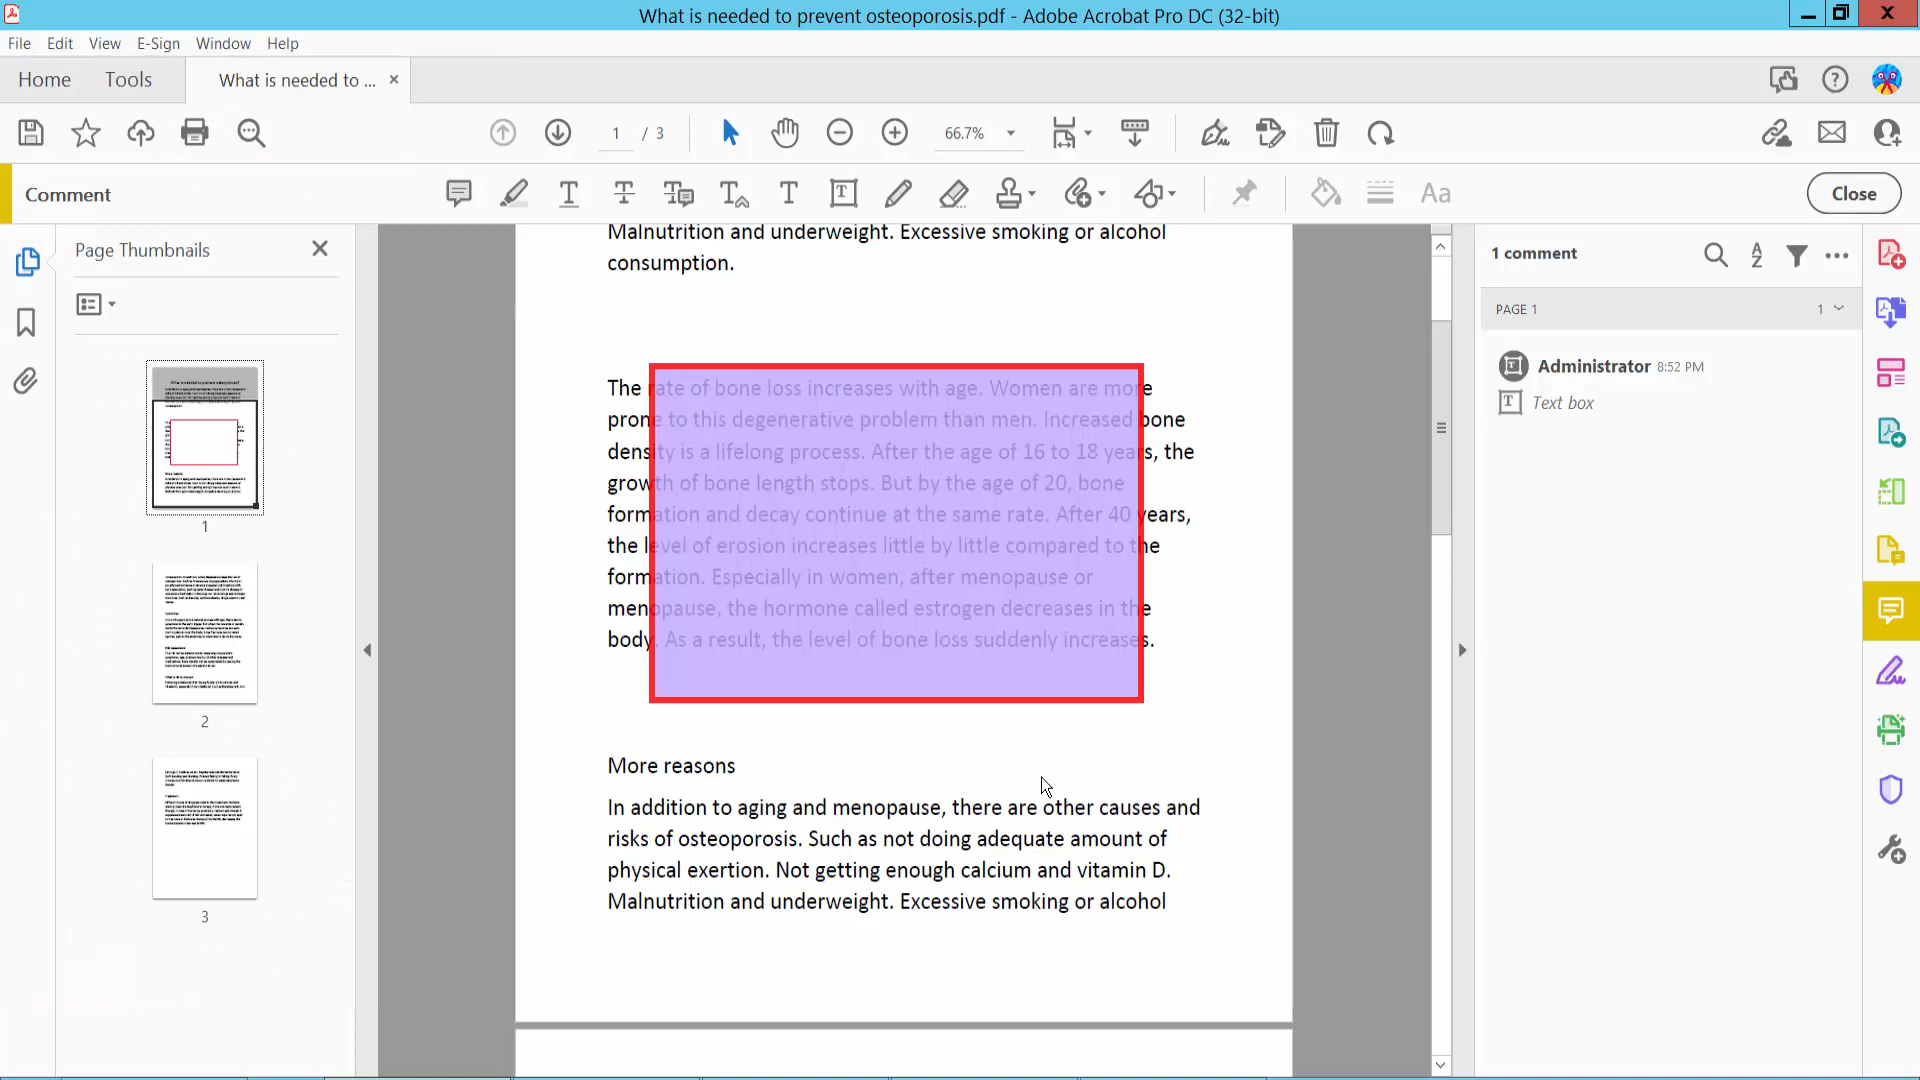 What is needed to prevent osteoporosis.pdf - Adobe Acrobat Pro DC (32-bit)
File Edit View E-Sign Window Help
Home Tools What is needed to ... ×
1 / 3 66.7%
Comment
Close
Page Thumbnails
1
2
3
Malnutrition and underweight. Excessive smoking or alcohol
consumption.
The rate of bone loss increases with age. Women are more
prone to this degenerative problem than men. Increased bone
density is a lifelong process. After the age of 16 to 18 years, the
growth of bone length stops. But by the age of 20, bone
formation and decay continue at the same rate. After 40 years,
the level of erosion increases little by little compared to the
formation. Especially in women, after menopause or
menopause, the hormone called estrogen decreases in the
body. As a result, the level of bone loss suddenly increases.
More reasons
In addition to aging and menopause, there are other causes and
risks of osteoporosis. Such as not doing adequate amount of
physical exertion. Not getting enough calcium and vitamin D.
Malnutrition and underweight. Excessive smoking or alcohol
1 comment
PAGE 1 1
Administrator 8:52 PM
Text box